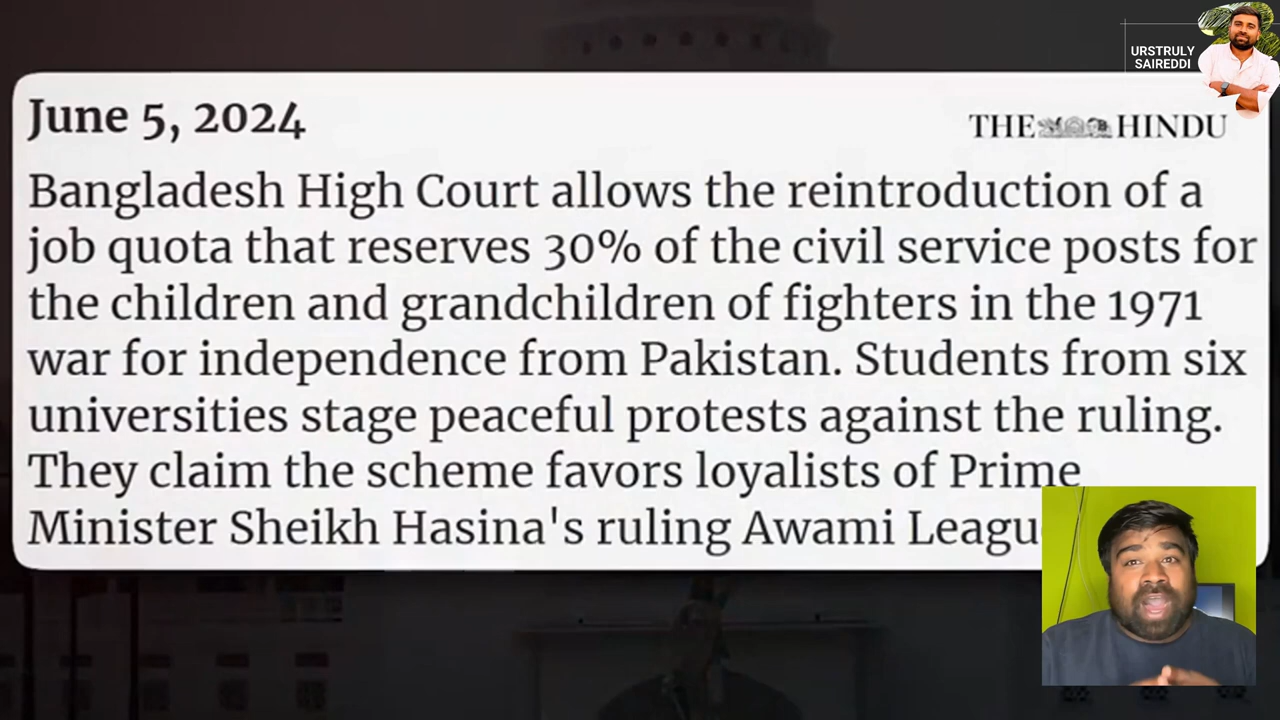 URSTRULY
SAIREDDI
June 5, 2024
THE HINDU
Bangladesh High Court allows the reintroduction of a
job quota that reserves 30% of the civil service posts for
the children and grandchildren of fighters in the 1971
war for independence from Pakistan. Students from six
universities stage peaceful protests against the ruling.
They claim the scheme favors loyalists of Prime
Minister Sheikh Hasina's ruling Awami Leagu